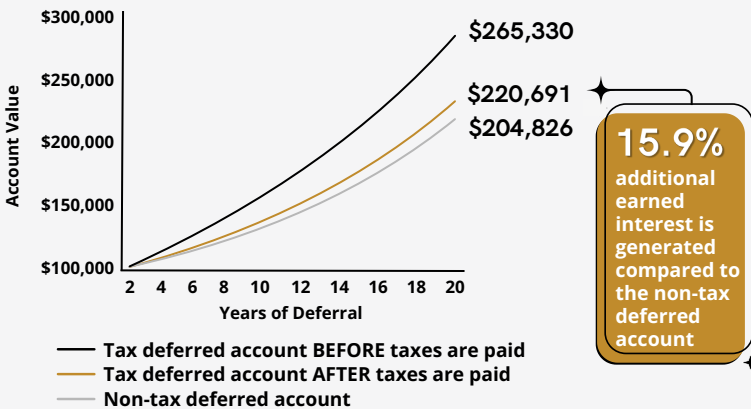 $300,000
$250,000
$200,000
$150,000
$100,000
Account Value
2 4 6 8 10 12 14 16 18 20
Years of Deferral
$265,330
$220,691
$204,826
Tax deferred account BEFORE taxes are paid
Tax deferred account AFTER taxes are paid
Non-tax deferred account
15.9%
additional
earned
interest is
generated
compared to
the non-tax
deferred
account